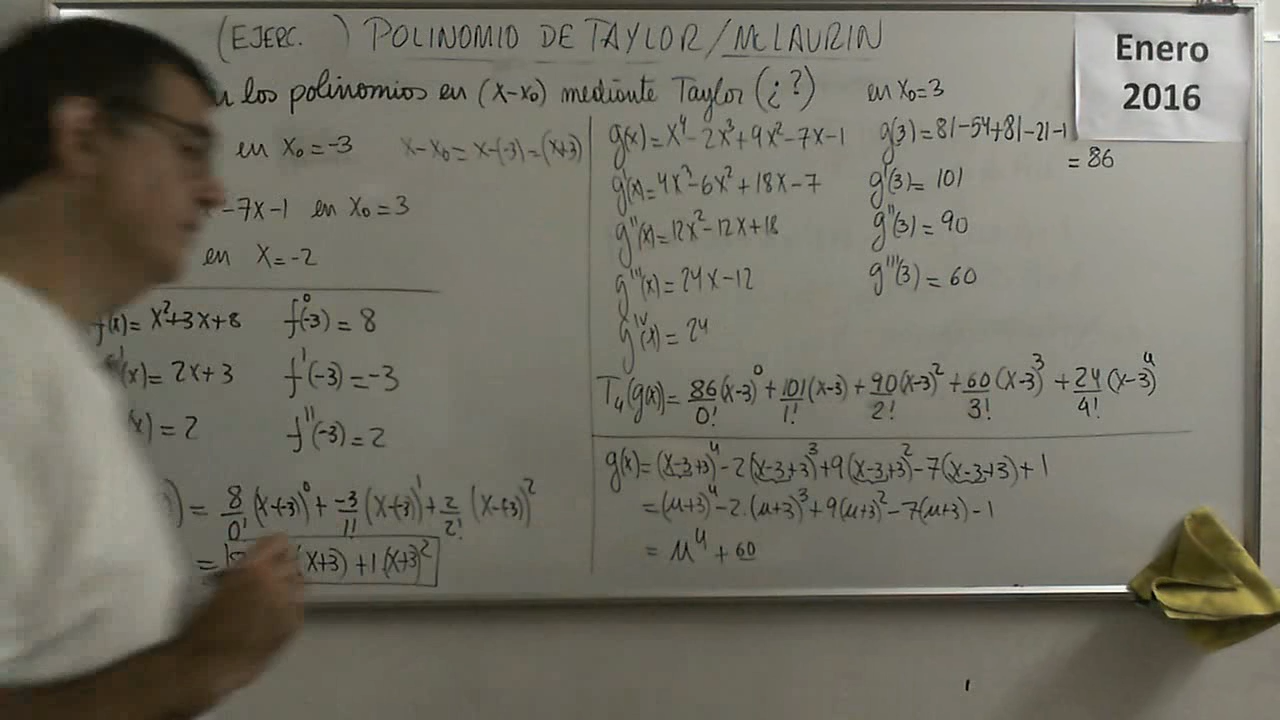 (EJERC. ) POLINOMIO DE TAYLOR/MCLAURIN
los polinomios en (x-x₀) mediante Taylor (¿?)
en x₀=-3 x-x₀=x-(-3)=(x+3)
-7x-1 en x₀=3
en x=-2
f(x)= x²+3x+8 f(-3)=8
'(x)= 2x+3 f'(-3)=-3
(x)=2 f''(-3)=2
)= 8/0! (x+3)⁰ + -3/1! (x+3)¹ + 2/2! (x+3)²
= (x+3)+1(x+3)²
en x₀=3
g(x)=x⁴-2x³+9x²-7x-1 g(3)=81-54+81-21-1
=86
g'(x)=4x³-6x²+18x-7 g'(3)=101
g''(x)=12x²-12x+18 g''(3)=90
g'''(x)=24x-12 g'''(3)=60
g^IV(x)=24
T₄(g(x))= 86/0! (x-3)⁰ + 101/1! (x-3) + 90/2! (x-3)² + 60/3! (x-3)³ + 24/4! (x-3)⁴
g(x)=(x-3+3)⁴-2(x-3+3)³+9(x-3+3)²-7(x-3+3)+1
=(u+3)⁴-2·(u+3)³+9(u+3)²-7(u+3)-1
=u⁴+60
Enero
2016